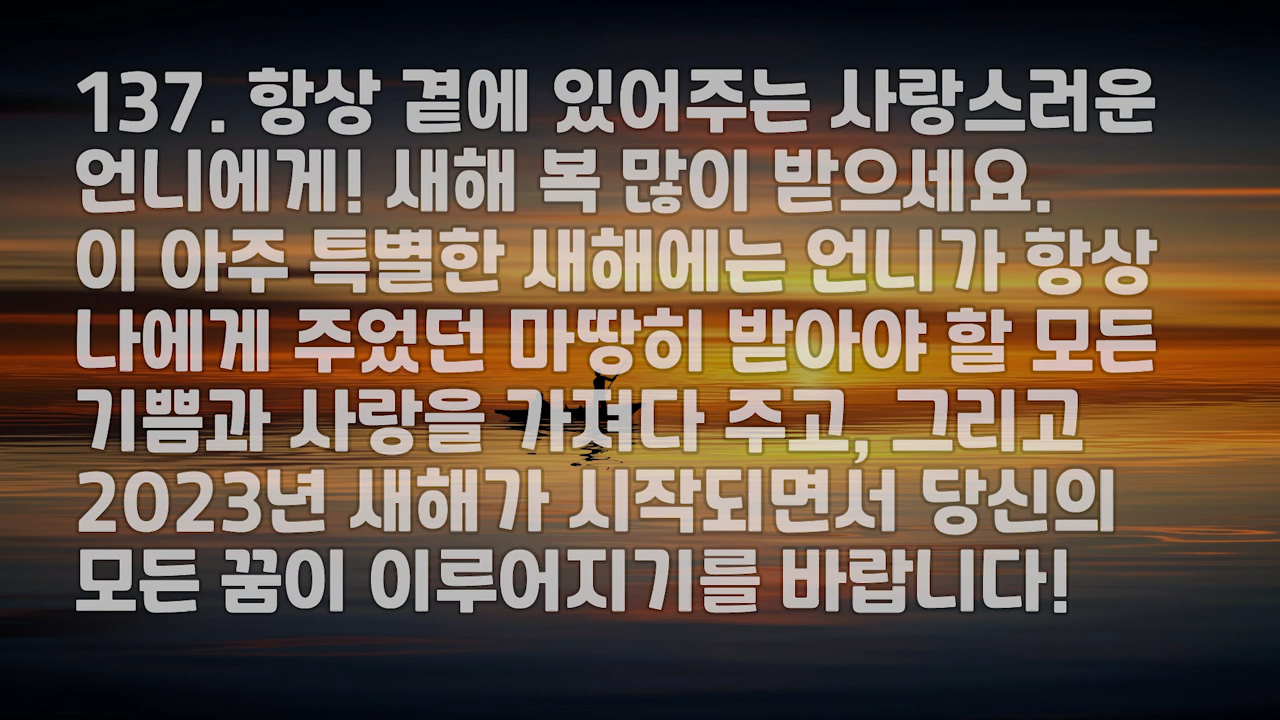 137. 항상 곁에 있어주는 사랑스러운
언니에게! 새해 복 많이 받으세요.
이 아주 특별한 새해에는 언니가 항상
나에게 주었던 마땅히 받아야 할 모든
기쁨과 사랑을 가져다 주고, 그리고
2023년 새해가 시작되면서 당신의
모든 꿈이 이루어지기를 바랍니다!